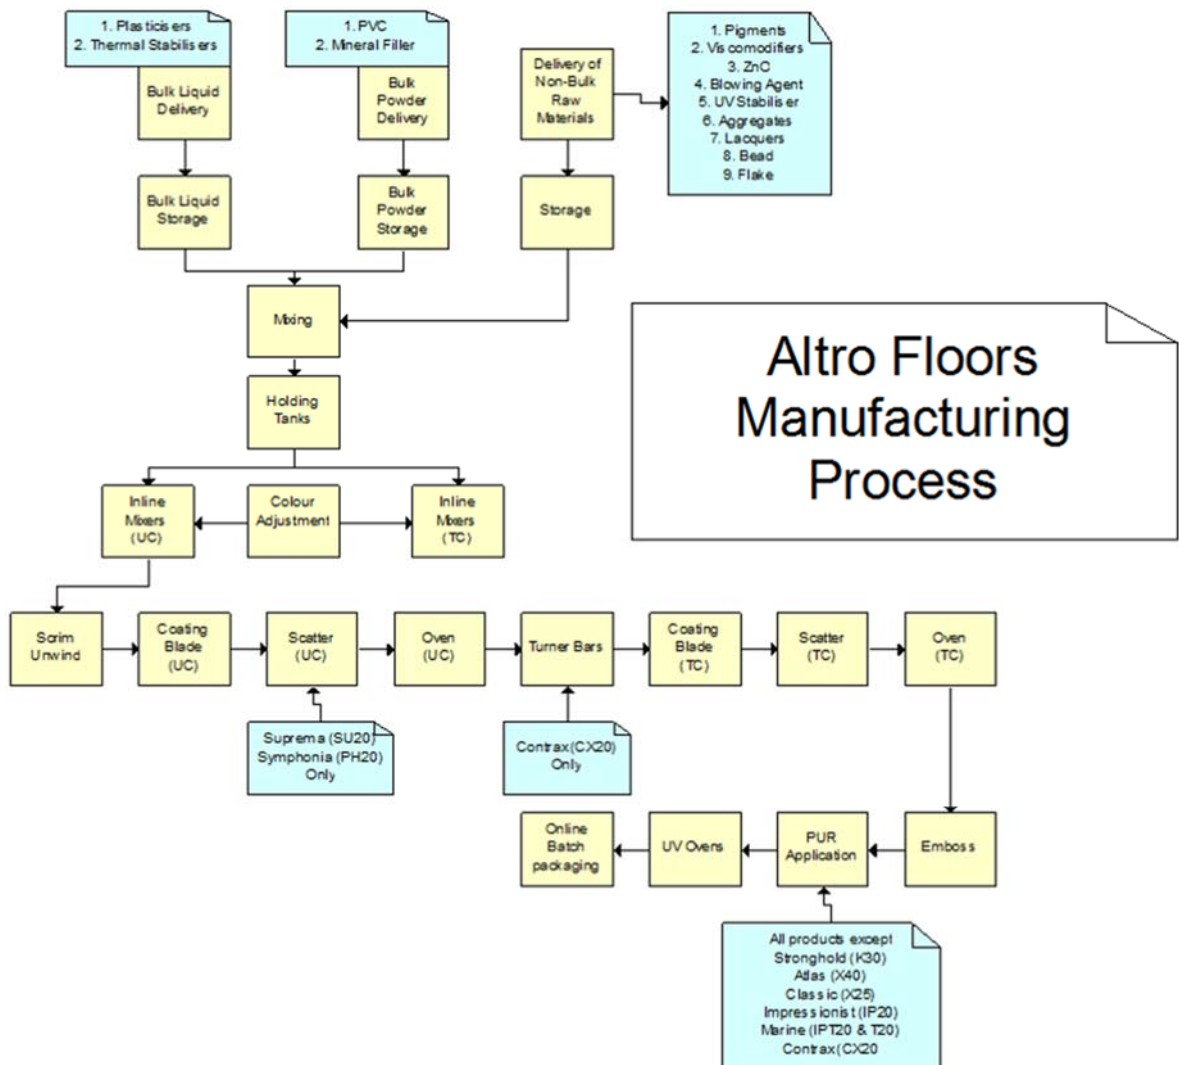 1. Plasticisers
2. Thermal Stabilisers
Bulk Liquid
Delivery
1. PVC
2. Mineral Filler
Bulk
Powder
Delivery
Delivery of
Non-Bulk
Raw
Materials
1. Pigments
2. Viscomodifiers
3. ZnO
4. Blowing Agent
5. UV Stabiliser
6. Aggregates
7. Lacquers
8. Bead
9. Flake
Bulk Liquid
Storage
Bulk
Powder
Storage
Storage
Mixing
Altro Floors
Manufacturing
Process
Holding
Tanks
Inline
Mixers
(UC)
Colour
Adjustment
Inline
Mixers
(TC)
Scrim
Unwind
Coating
Blade
(UC)
Scatter
(UC)
Oven
(UC)
Turner Bars
Coating
Blade
(TC)
Scatter
(TC)
Oven
(TC)
Suprema (SU20)
Symphonia (PH20)
Only
Contrax(CX20)
Only
Online
Batch
packaging
UV Ovens
PUR
Application
Emboss
All products except
Stronghold (K30)
Atlas (X40)
Classic (X25)
Impressionist (IP20)
Marine (IPT20 & T20)
Contrax(CX20